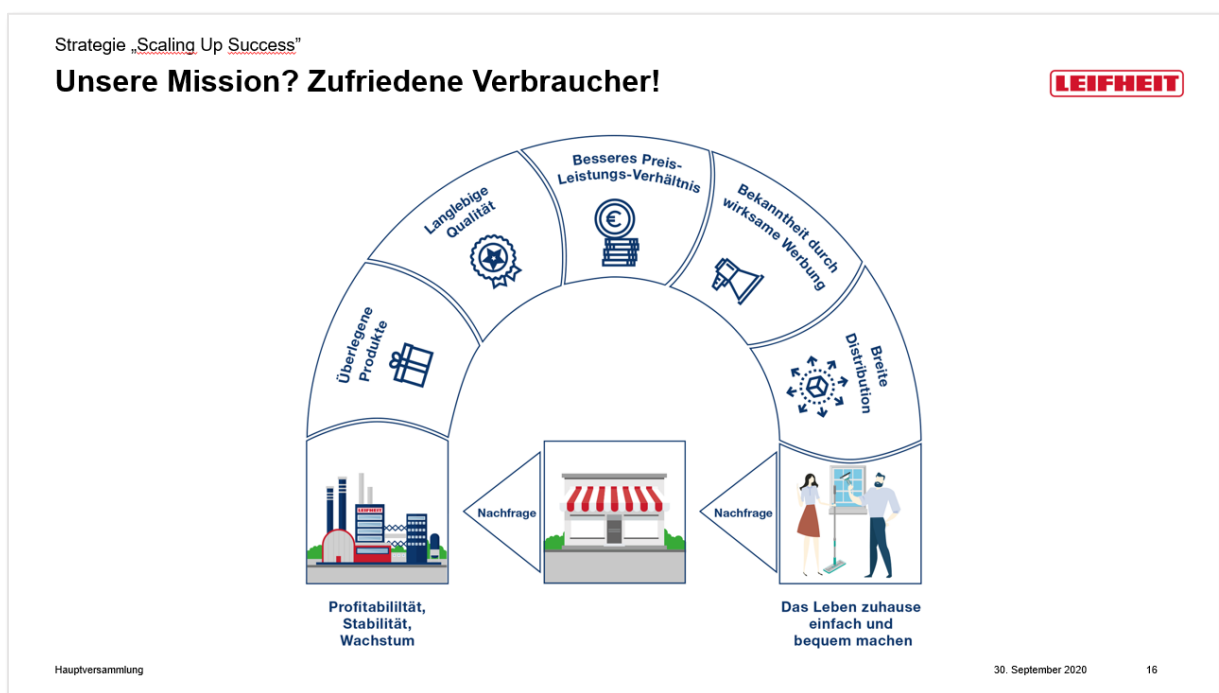 Strategie „Scaling Up Success”
Unsere Mission? Zufriedene Verbraucher!
LEIFHEIT
Überlegene
Produkte
Langlebige
Qualität
Besseres Preis-
Leistungs-Verhältnis
€
Bekanntheit durch
wirksame Werbung
Breite
Distribution
LEIFHEIT
Nachfrage
Nachfrage
Profitabililtät,
Stabilität,
Wachstum
Das Leben zuhause
einfach und
bequem machen
Hauptversammlung
30. September 2020
16